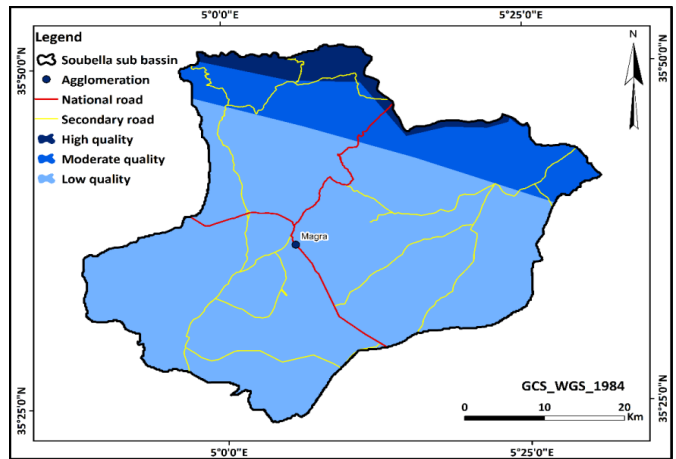 5°0'0"E
5°25'0"E
Legend
Soubella sub basin
Agglomeration
National road
Secondary road
High quality
Moderate quality
Low quality
N
35°50'0"N
35°50'0"N
Magra
GCS_WGS_1984
0 10 20
Km
35°25'0"N
35°25'0"N
5°0'0"E
5°25'0"E